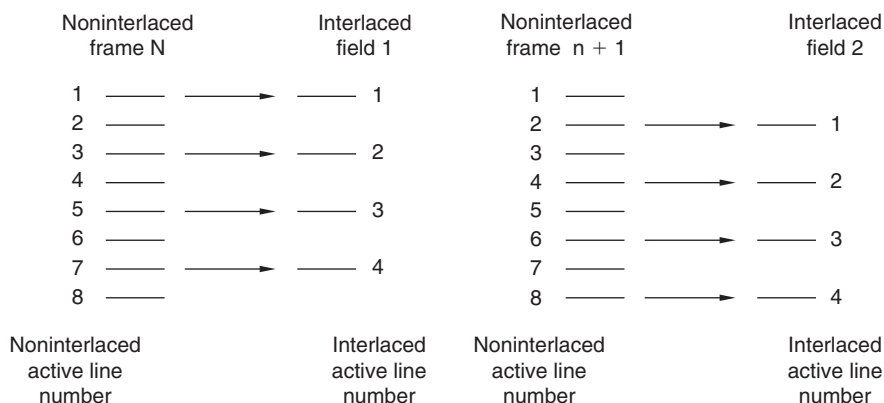 Noninterlaced
frame N
Interlaced
field 1
Noninterlaced
frame n + 1
Interlaced
field 2
1 1
2
3 2
4
5 3
6
7 4
8
1
2 1
3
4 2
5
6 3
7
8 4
Noninterlaced
active line
number
Interlaced
active line
number
Noninterlaced
active line
number
Interlaced
active line
number